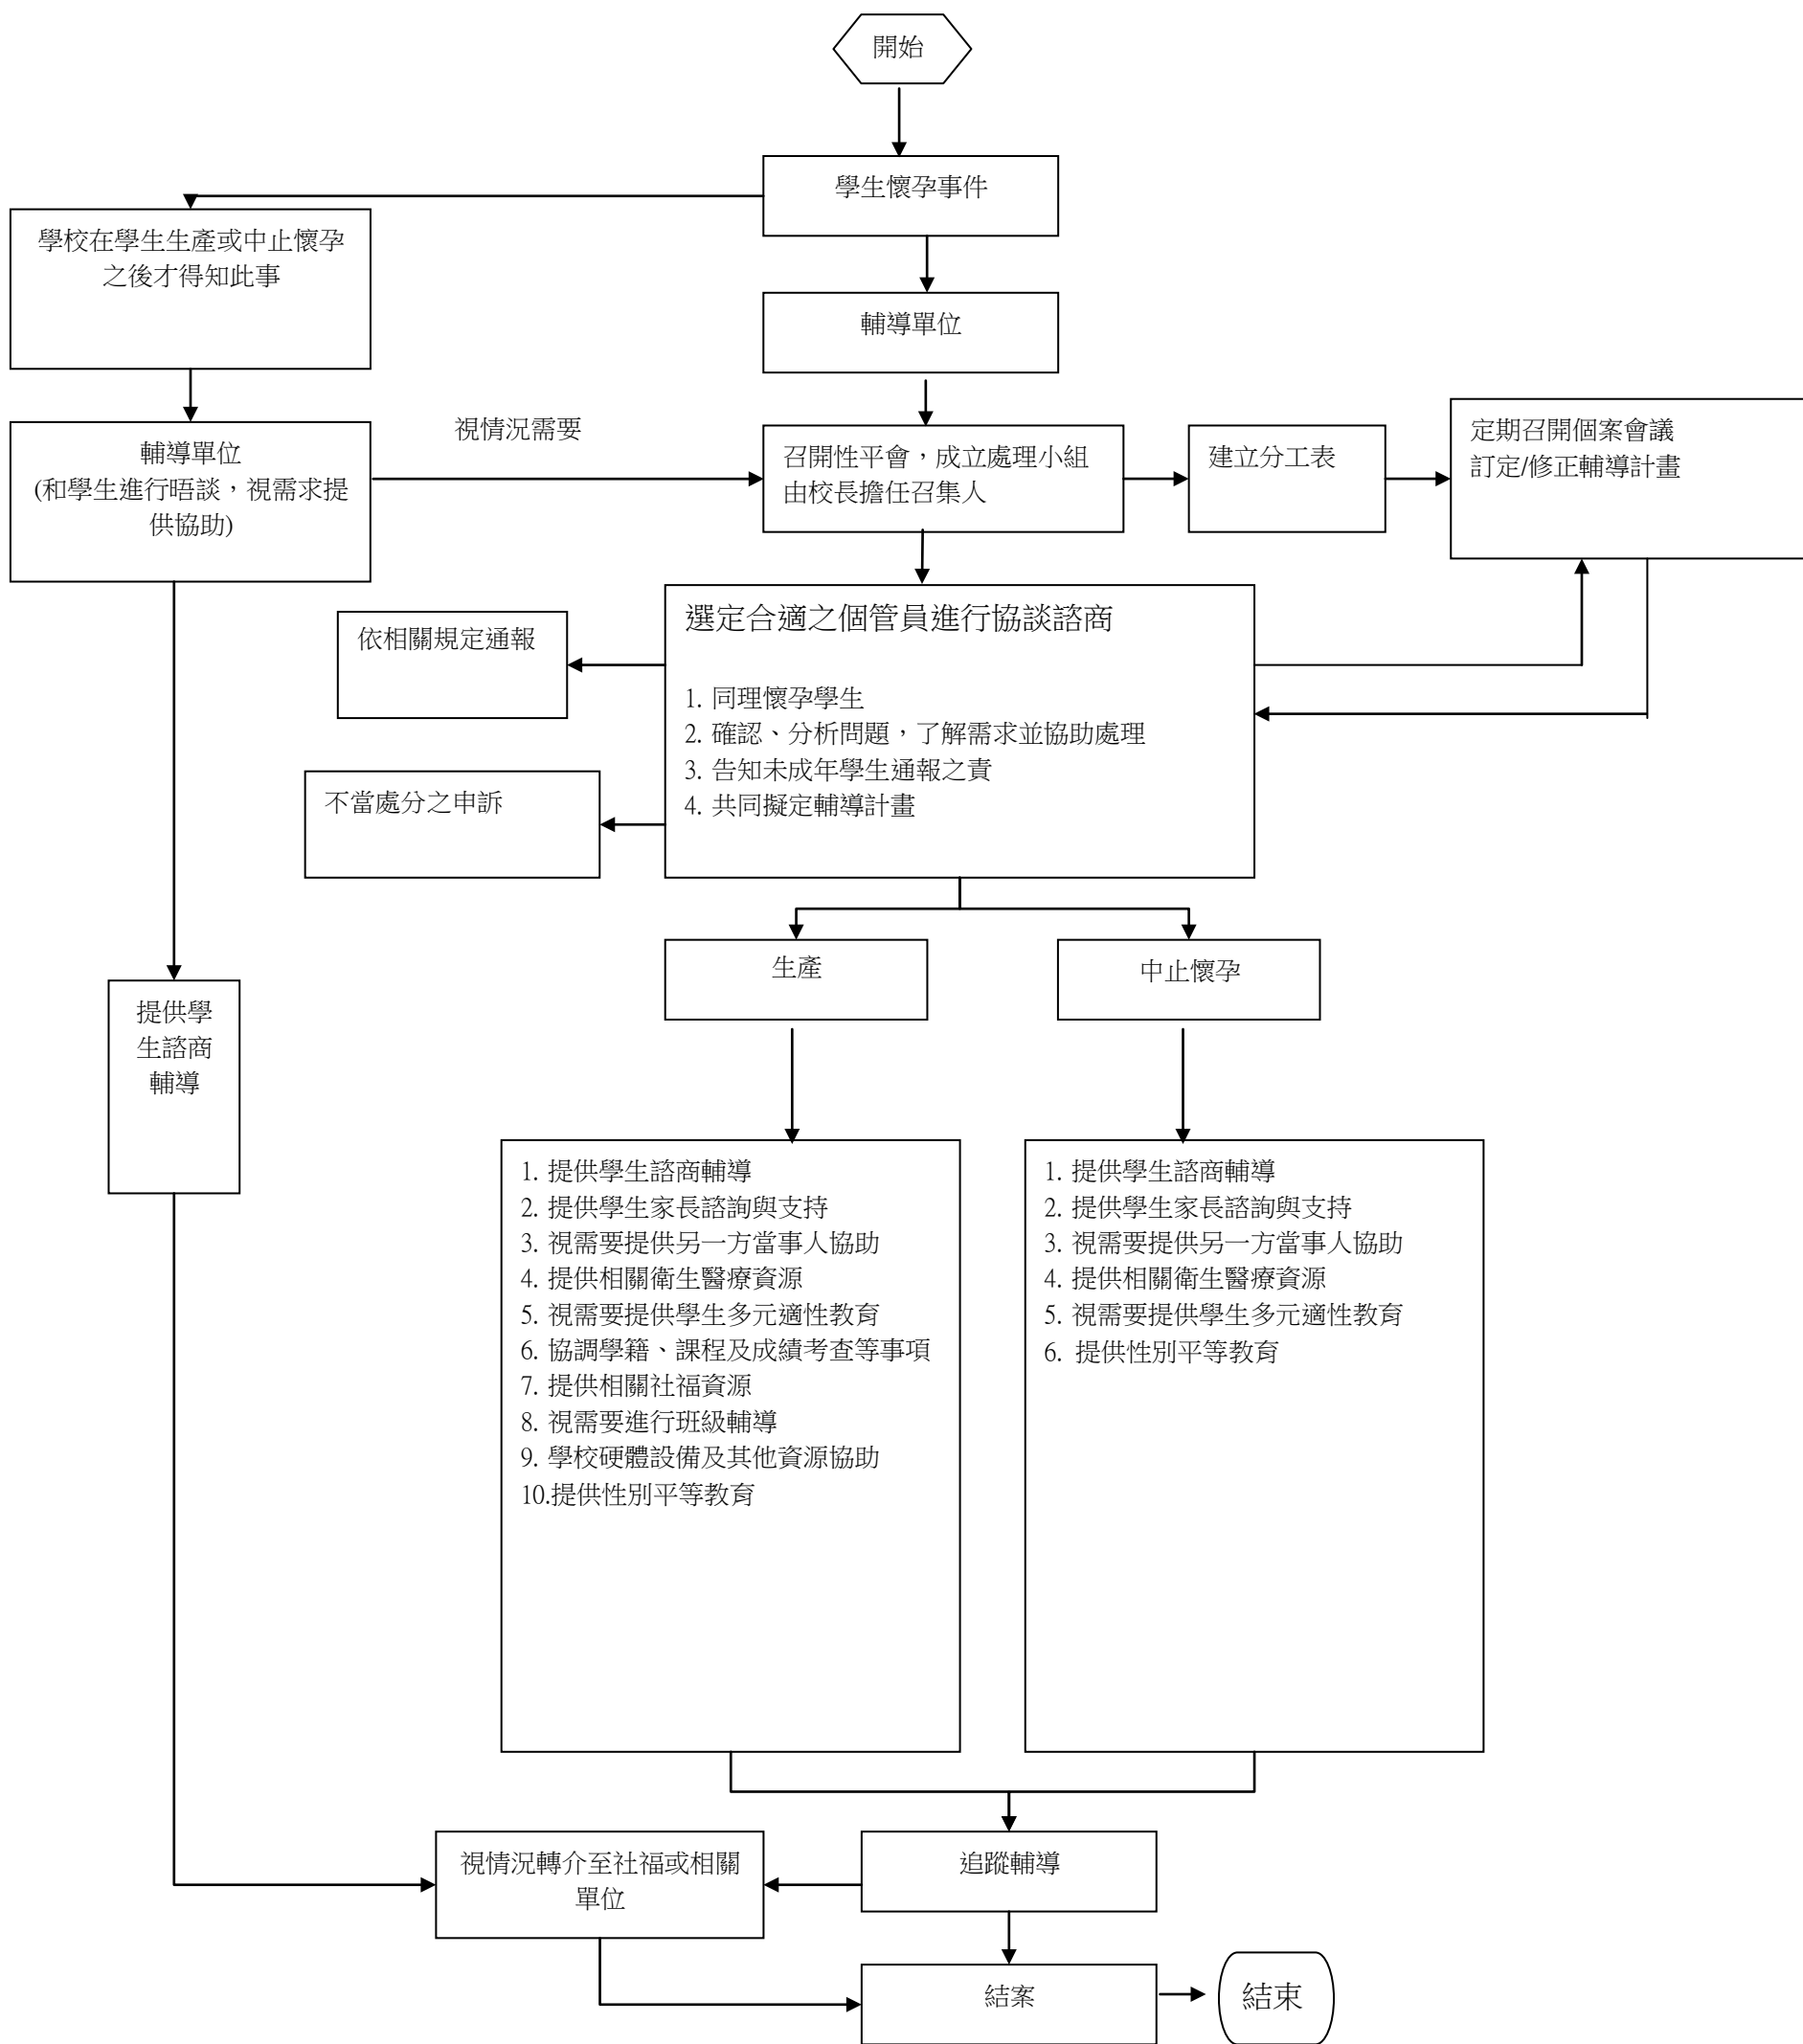 開始
學生懷孕事件
學校在學生生產或中止懷孕
之後才得知此事
輔導單位
輔導單位
(和學生進行晤談，視需求提
供協助)
視情況需要
召開性平會，成立處理小組
由校長擔任召集人
建立分工表
定期召開個案會議
訂定/修正輔導計畫
選定合適之個管員進行協談諮商
1. 同理懷孕學生
2. 確認、分析問題，了解需求並協助處理
3. 告知未成年學生通報之責
4. 共同擬定輔導計畫
依相關規定通報
不當處分之申訴
生產
中止懷孕
提供學
生諮商
輔導
1. 提供學生諮商輔導
2. 提供學生家長諮詢與支持
3. 視需要提供另一方當事人協助
4. 提供相關衛生醫療資源
5. 視需要提供學生多元適性教育
6. 協調學籍、課程及成績考查等事項
7. 提供相關社福資源
8. 視需要進行班級輔導
9. 學校硬體設備及其他資源協助
10.提供性別平等教育
1. 提供學生諮商輔導
2. 提供學生家長諮詢與支持
3. 視需要提供另一方當事人協助
4. 提供相關衛生醫療資源
5. 視需要提供學生多元適性教育
6. 提供性別平等教育
視情況轉介至社福或相關
單位
追蹤輔導
結案
結束